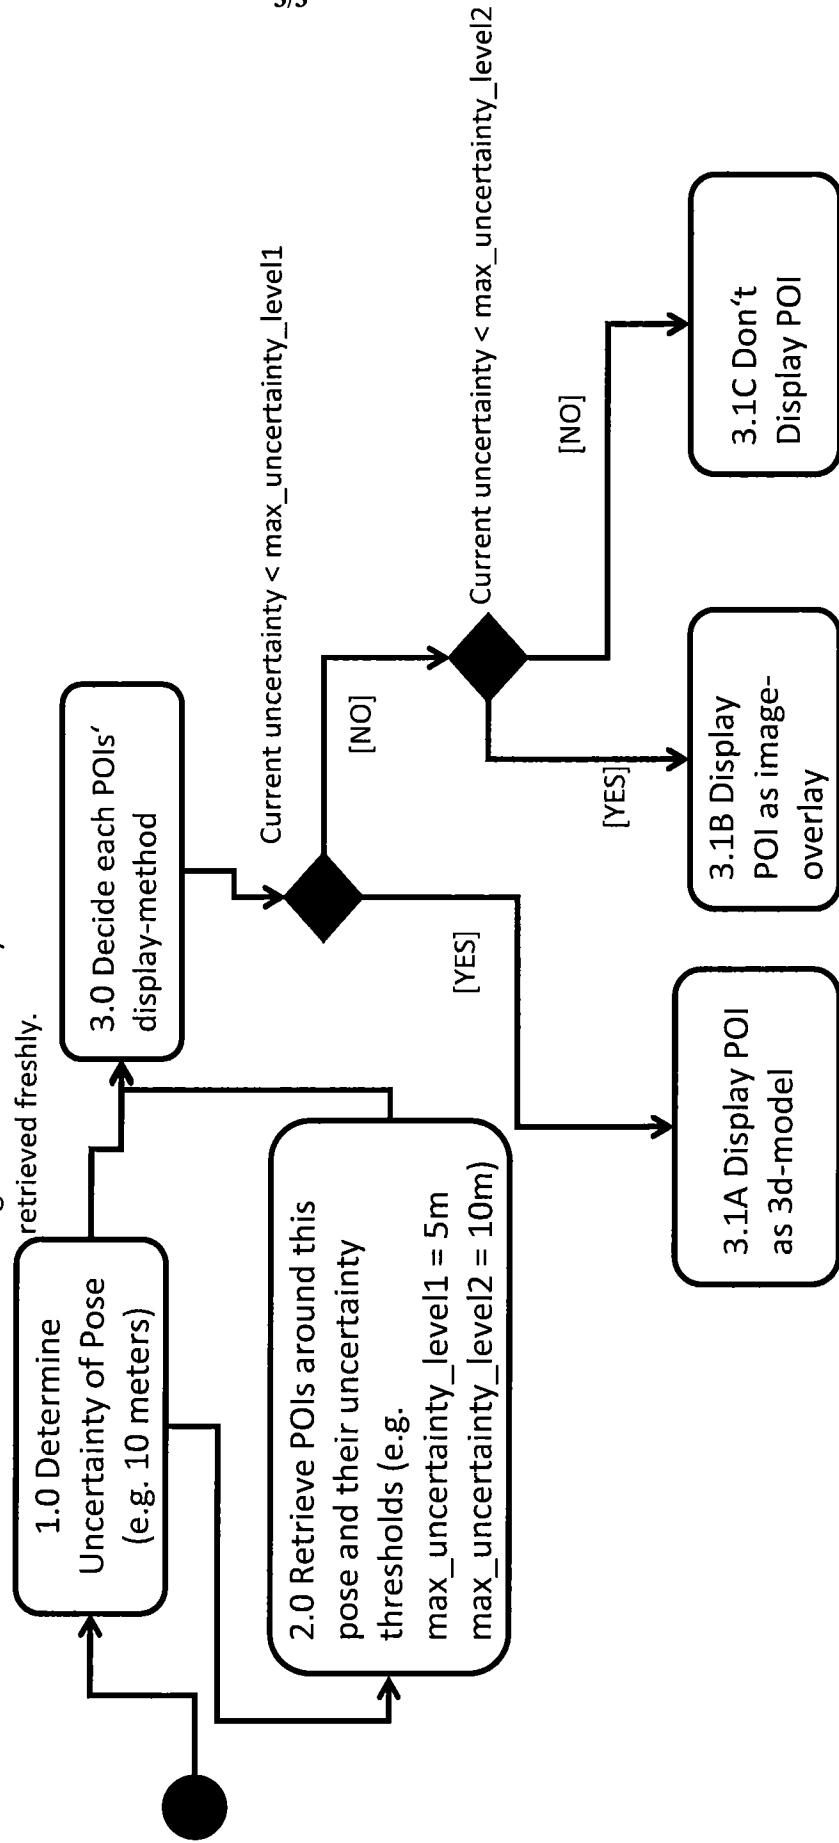 retrieved freshly.
1.0 Determine
Uncertainty of Pose
(e.g. 10 meters)
2.0 Retrieve POIs around this
pose and their uncertainty
thresholds (e.g.
max_uncertainty_level1 = 5m
max_uncertainty_level2 = 10m)
3.0 Decide each POIs‘
display-method
Current uncertainty < max_uncertainty_level1
[NO]
[YES]
Current uncertainty < max_uncertainty_level2
[YES]
[NO]
3.1A Display POI
as 3d-model
3.1B Display
POI as image-
overlay
3.1C Don‘t
Display POI